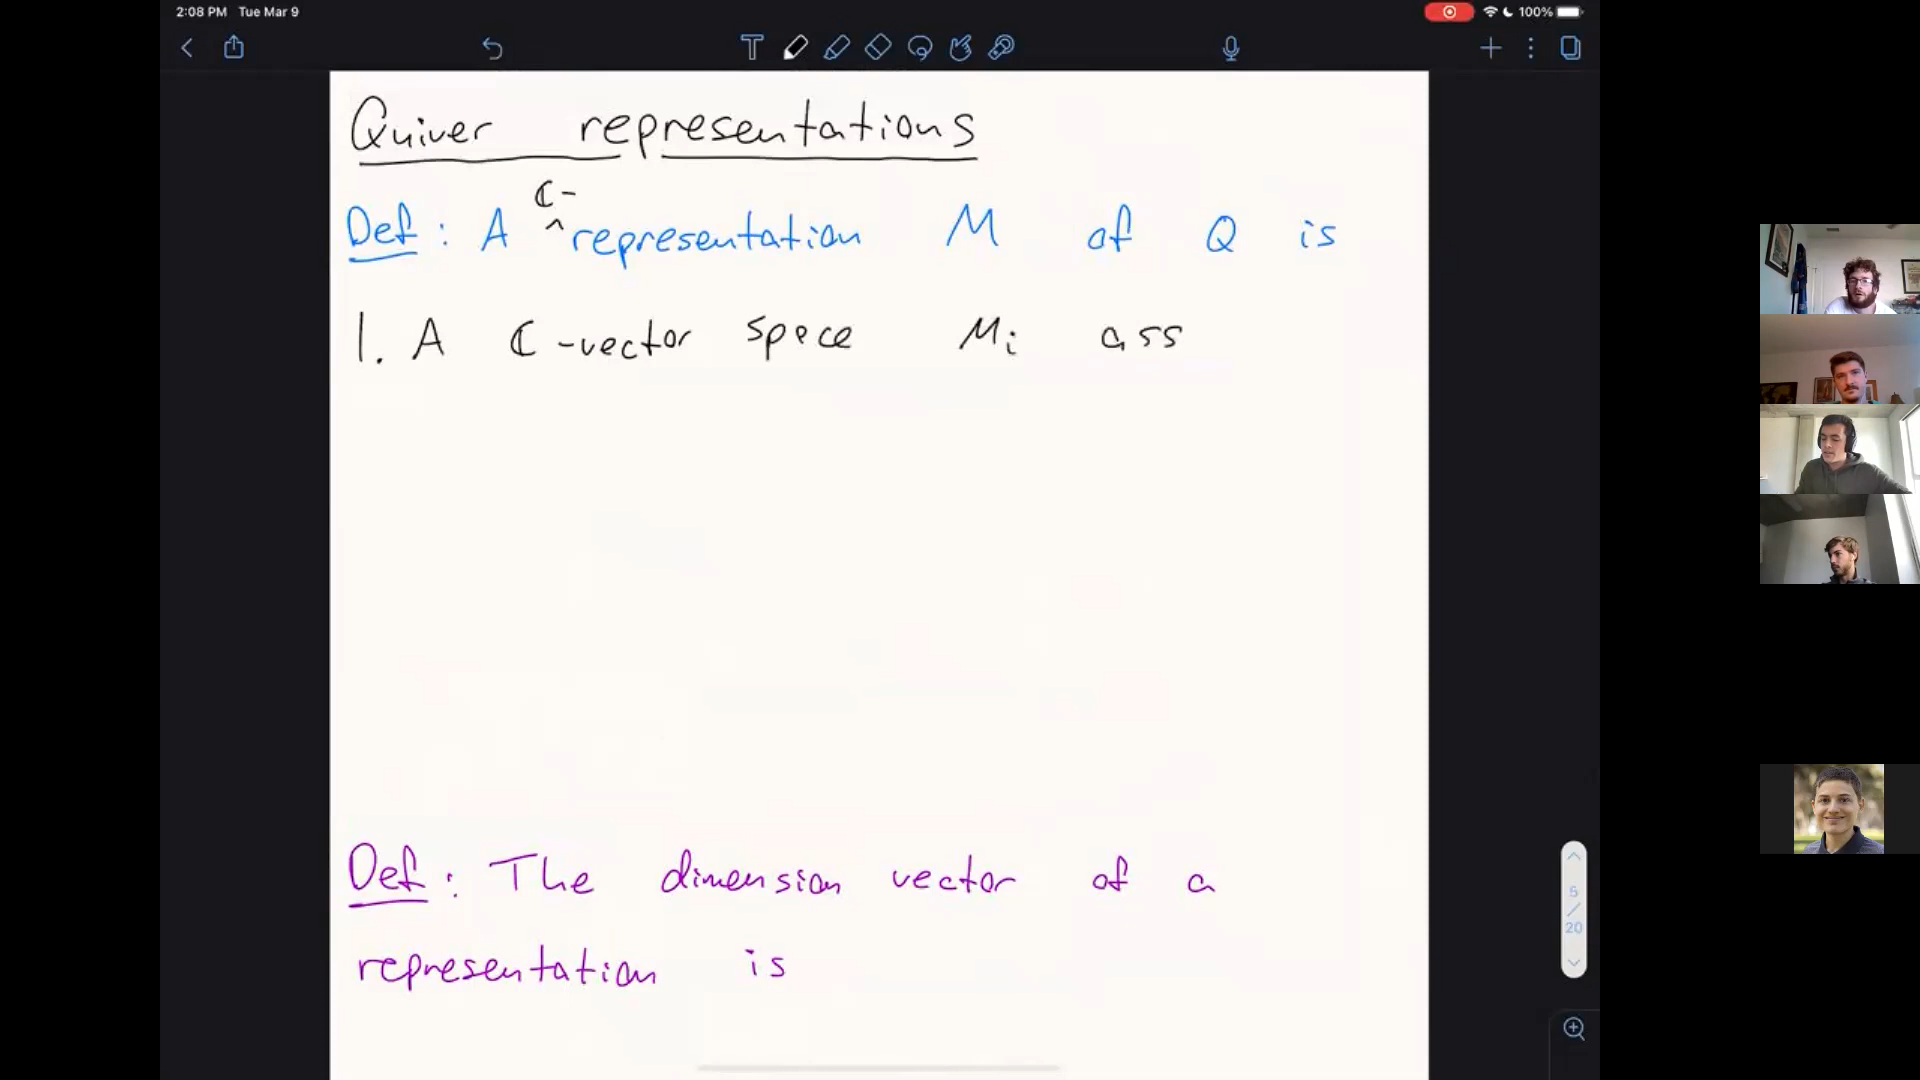 2:08 PM Tue Mar 9
100%
Quiver representations
ℂ-
Def: A ^ representation M of Q is
1. A ℂ-vector space Mi ass
Def: The dimension vector of a
representation is
5
/
20